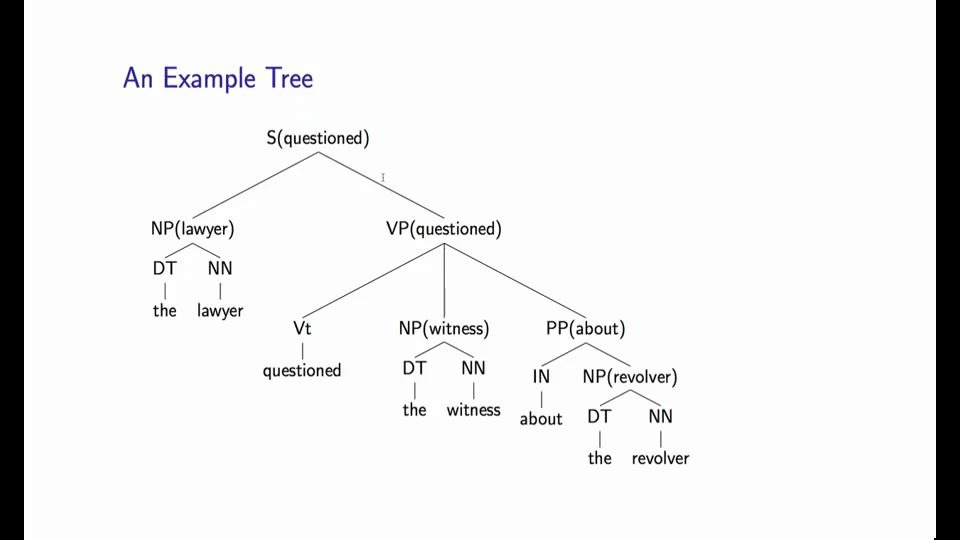 An Example Tree
S(questioned)
NP(lawyer) VP(questioned)
DT NN
the lawyer
Vt NP(witness) PP(about)
questioned DT NN IN NP(revolver)
the witness about DT NN
the revolver